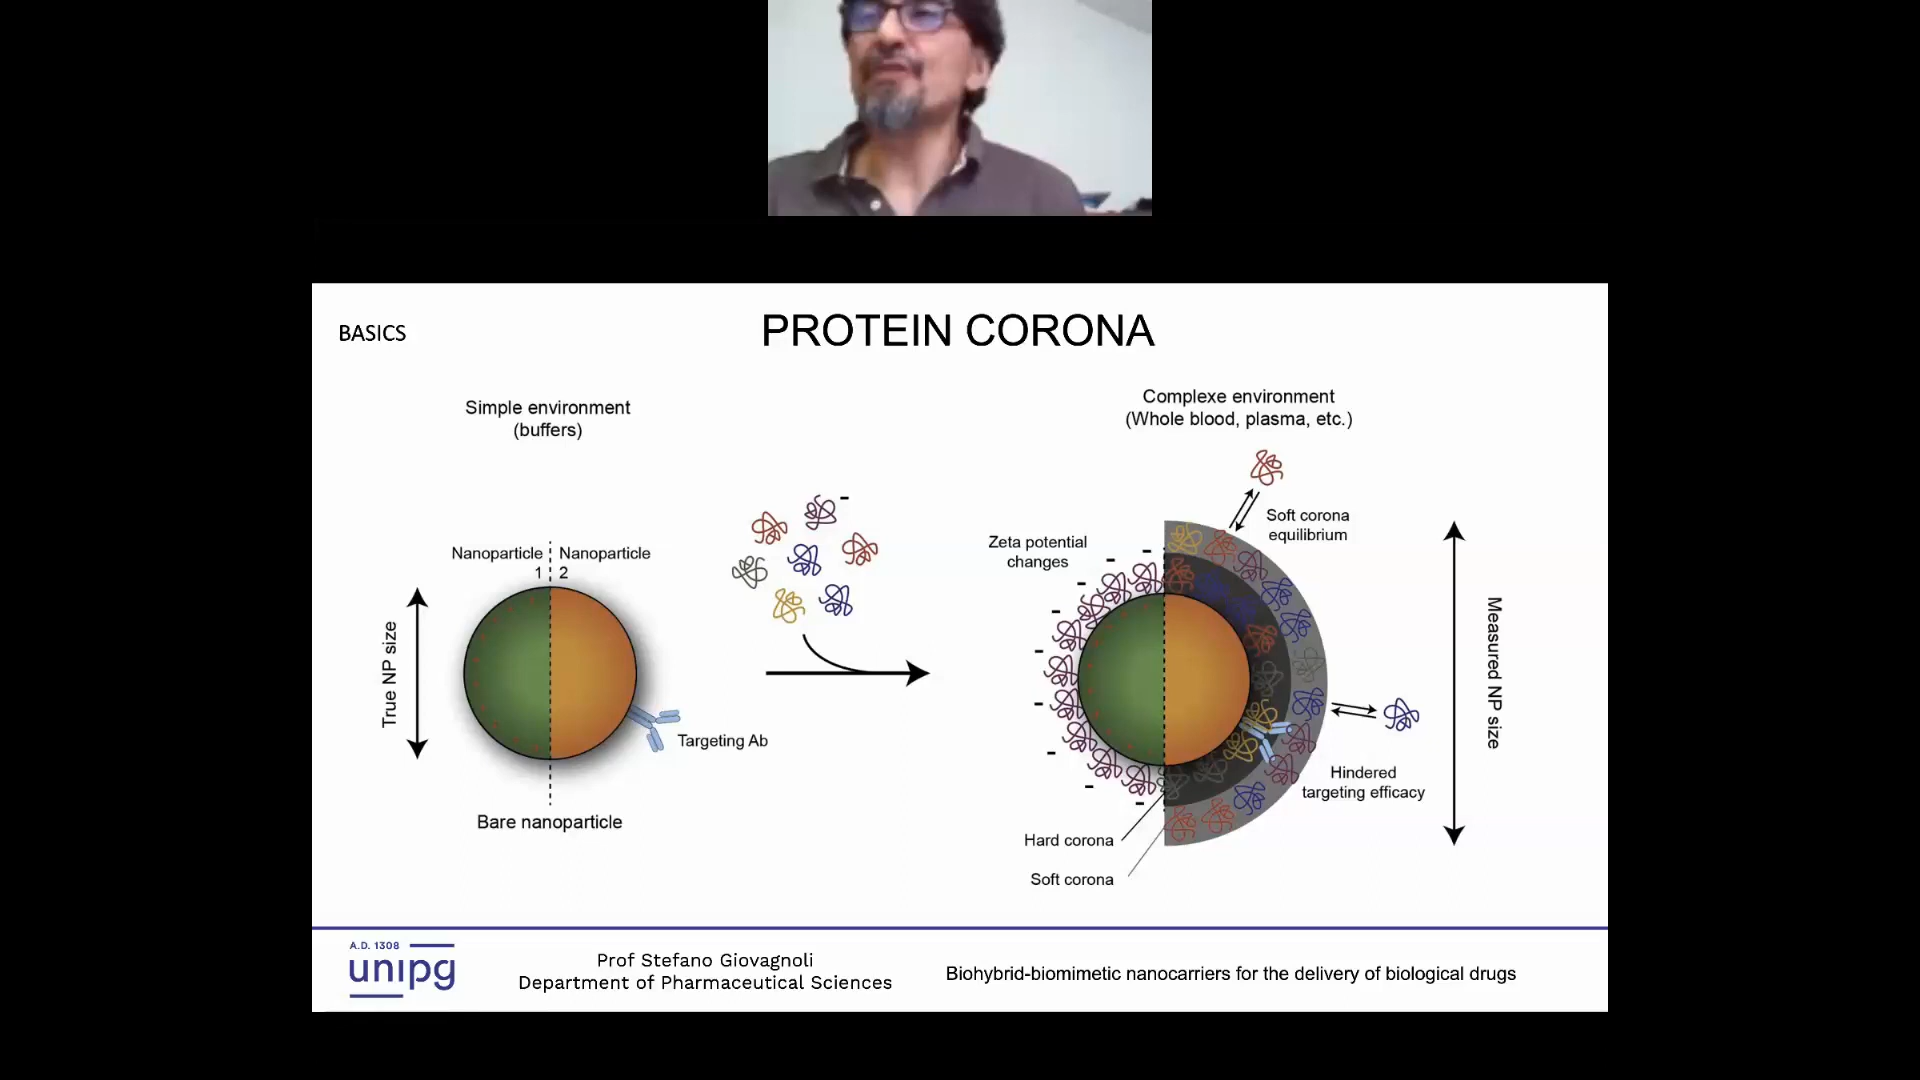 BASICS
PROTEIN CORONA
Simple environment
(buffers)
Complexe environment
(Whole blood, plasma, etc.)
Soft corona
equilibrium
Zeta potential
changes
Nanoparticle
1
Nanoparticle
2
True NP size
Measured NP size
Targeting Ab
Hindered
targeting efficacy
Bare nanoparticle
Hard corona
Soft corona
A.D. 1308
unipg
Prof Stefano Giovagnoli
Department of Pharmaceutical Sciences
Biohybrid-biomimetic nanocarriers for the delivery of biological drugs